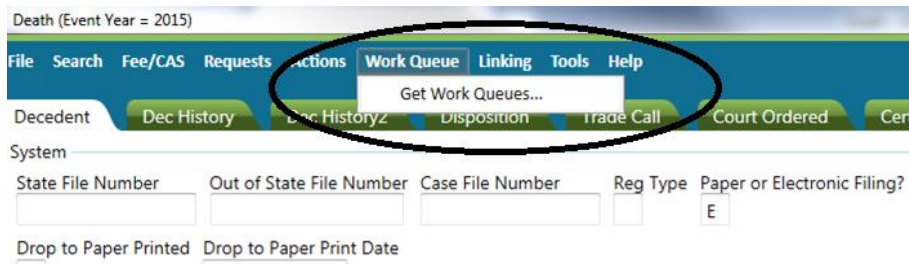 Death (Event Year = 2015)
File Search Fee/CAS Requests Actions Work Queue Linking Tools Help
Get Work Queues...
Decedent Dec History Dec History2 Disposition Trade Call Court Ordered
System
State File Number Out of State File Number Case File Number Reg Type Paper or Electronic Filing?
E
Drop to Paper Printed Drop to Paper Print Date